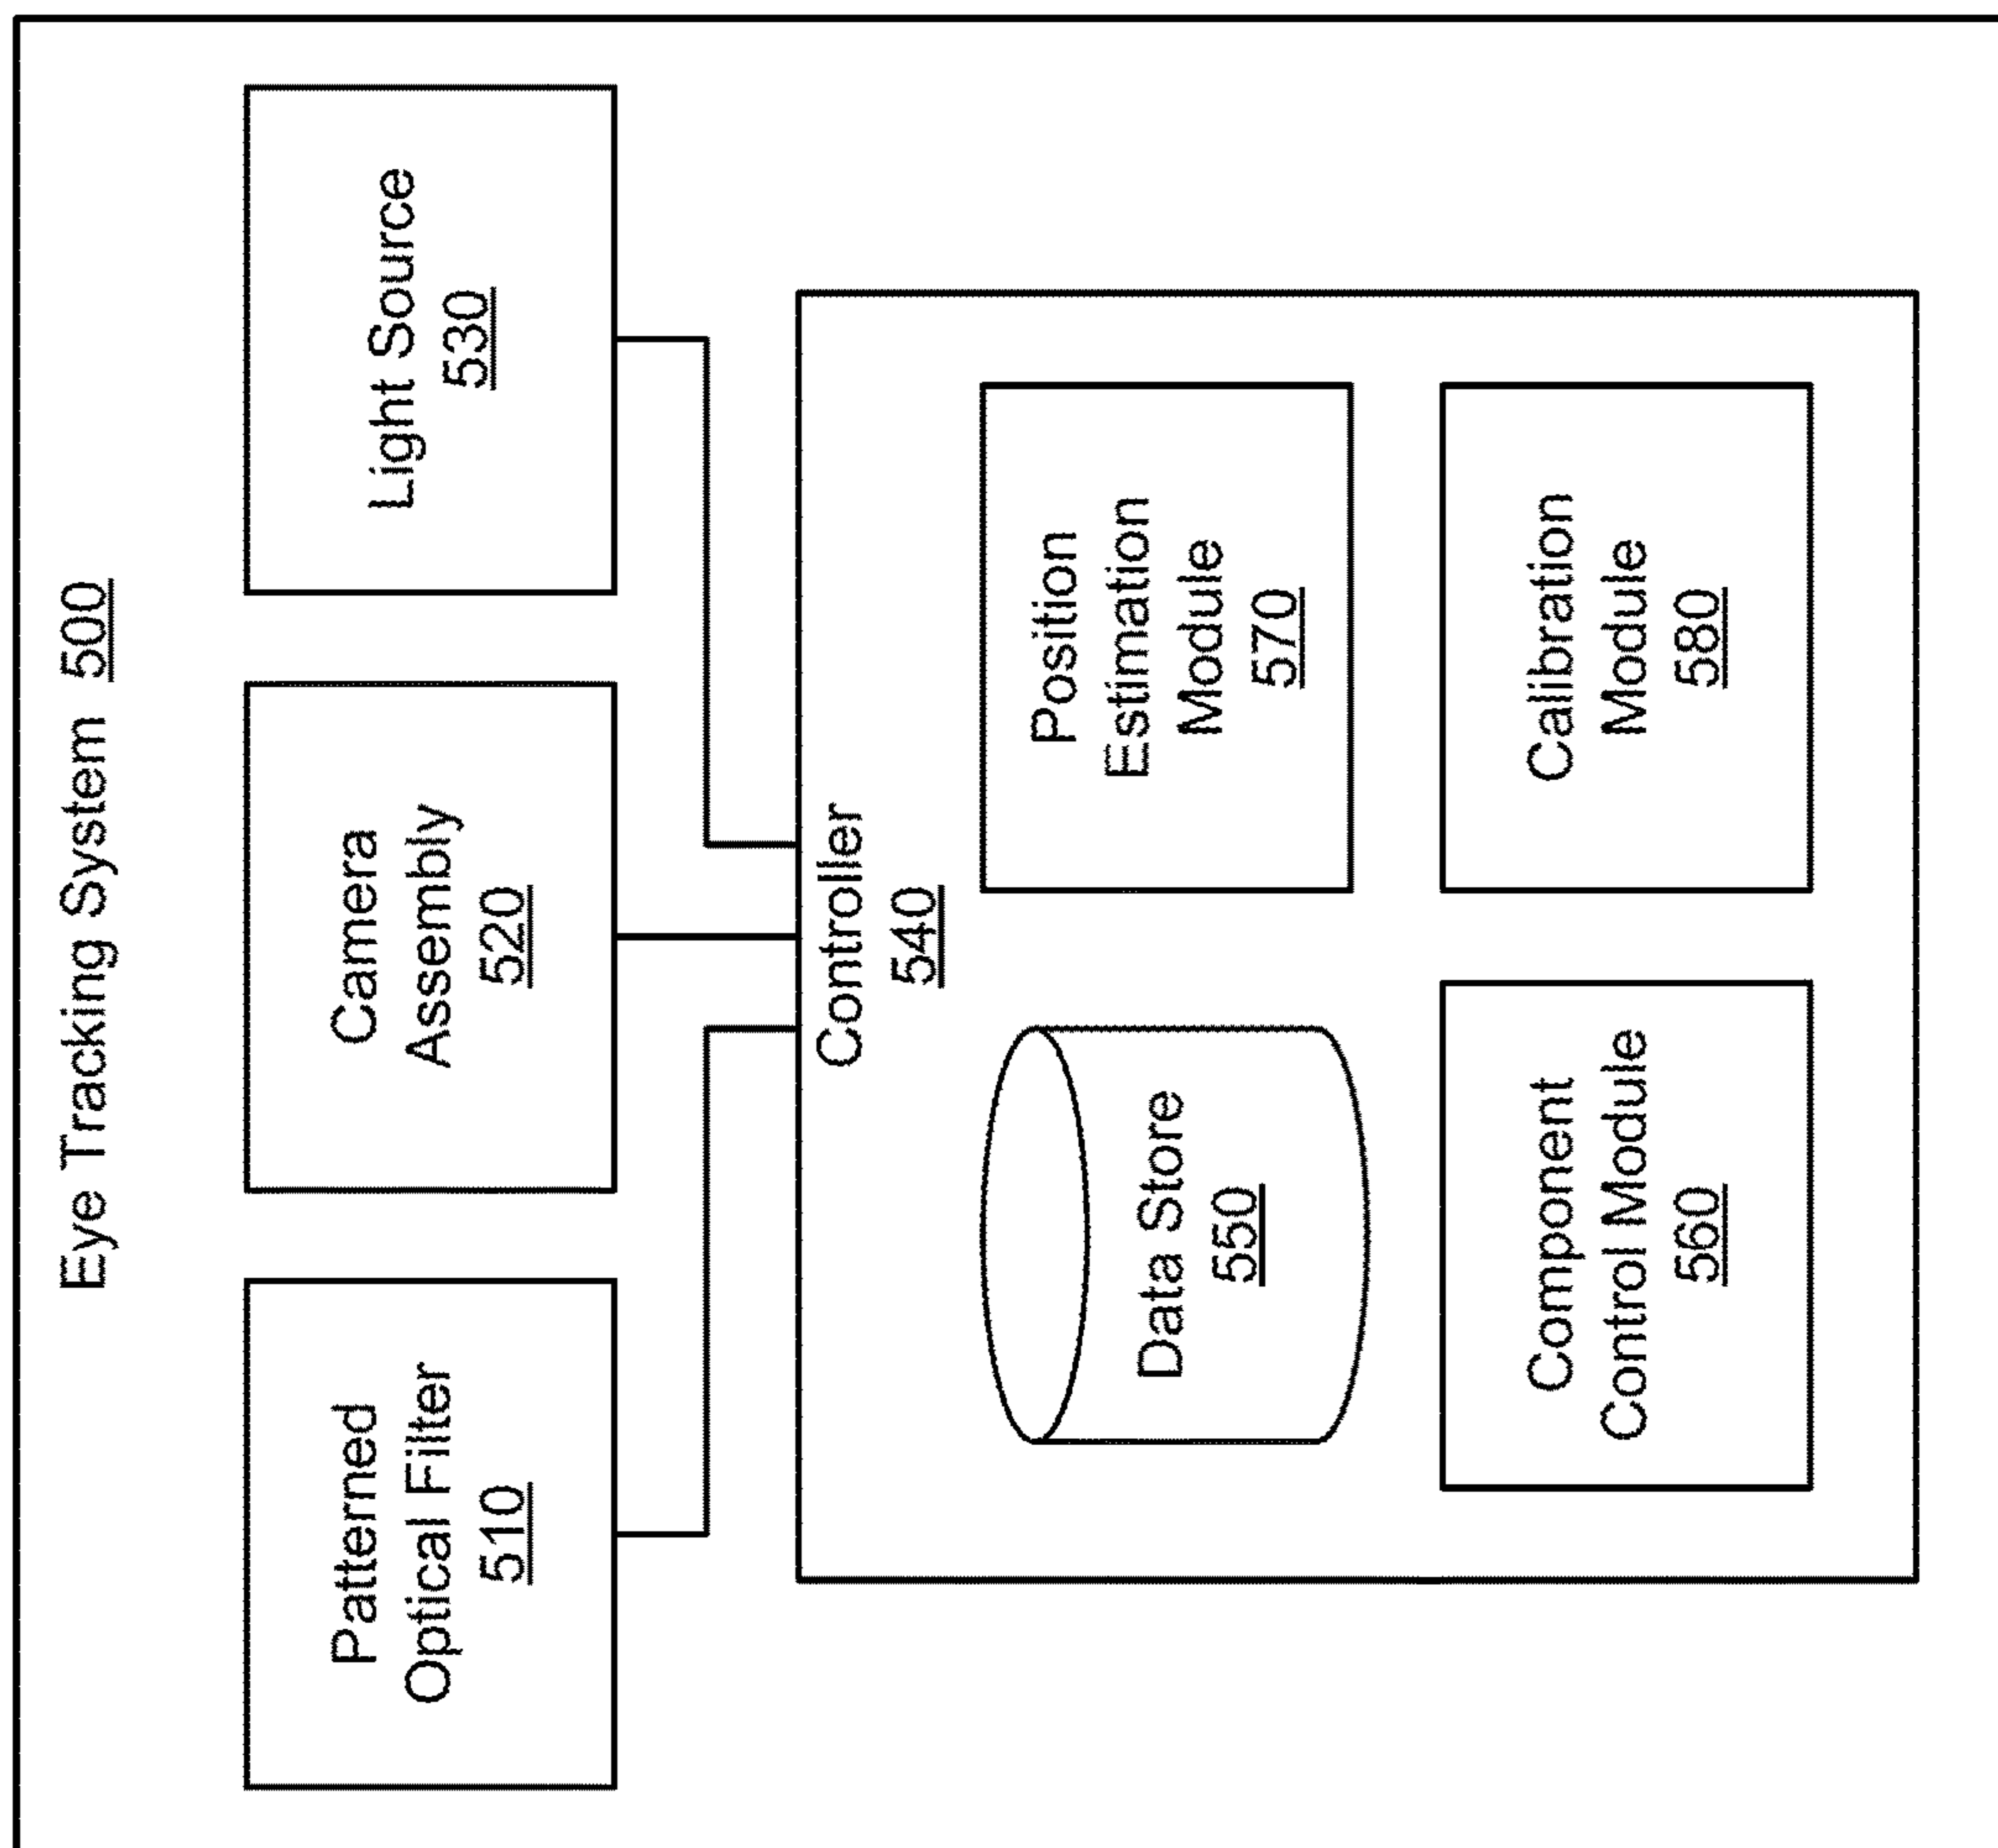 Eye Tracking System 500
Patterned
Optical Filter
510
Camera
Assembly
520
Light Source
530
Controller
540
Data Store
550
Position
Estimation
Module
570
Component
Control Module
560
Calibration
Module
580